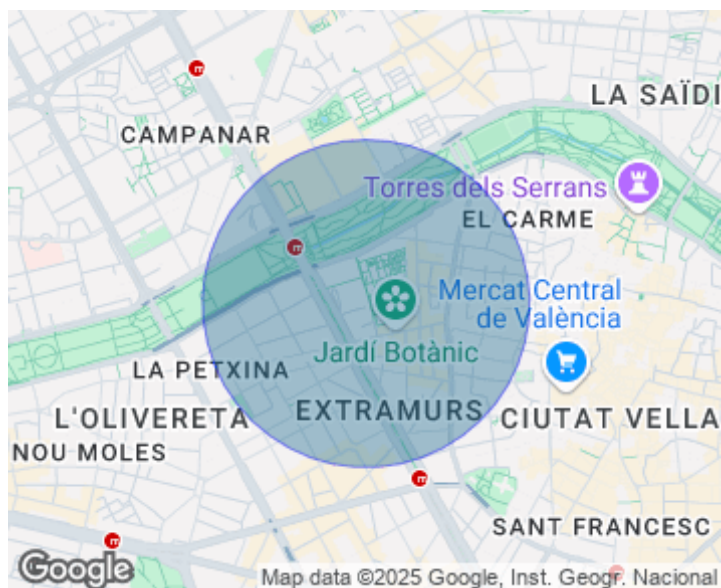 LA SAÏDI
CAMPANAR
Torres dels Serrans
EL CARME
Mercat Central
de València
Jardí Botànic
LA PETXINA
L'OLIVERETA
EXTRAMURS
CIUTAT VELLA
NOU MOLES
SANT FRANCESC
Google
Map data ©2025 Google, Inst. Geogr. Nacional